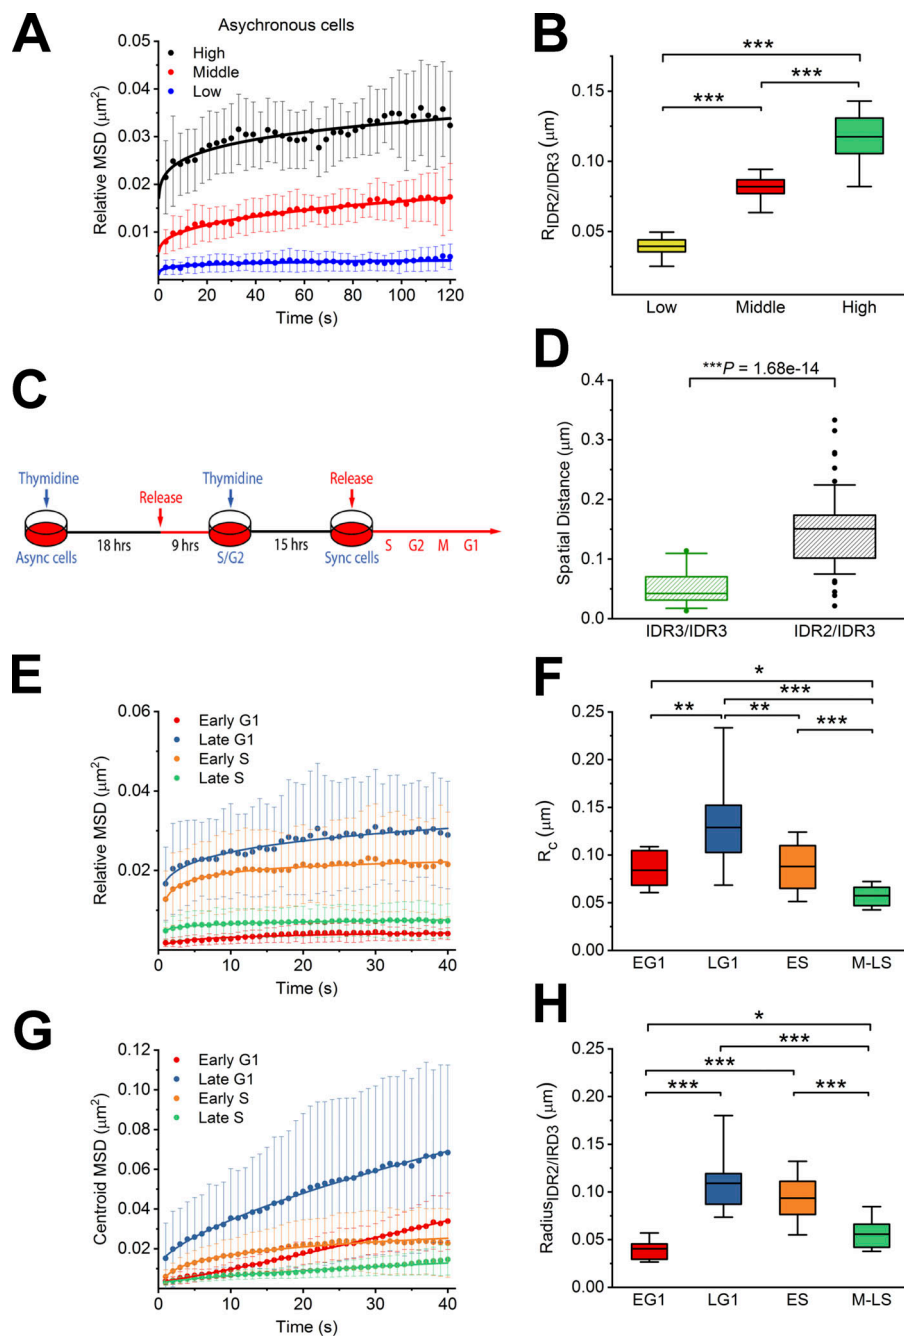 A
Asychronous cells
0.05
0.04
0.03
0.02
0.01
Relative MSD (μm²)
High
Middle
Low
0 20 40 60 80 100 120
Time (s)
B
R_IDR2/IDR3 (μm)
0.15
0.10
0.05
***
***
***
Low Middle High
C
Thymidine
Release
Thymidine
Release
18 hrs
9 hrs
15 hrs
S G2 M G1
Async cells
S/G2
Sync cells
D
***P = 1.68e-14
Spatial Distance (μm)
0.4
0.3
0.2
0.1
0.0
IDR3/IDR3 IDR2/IDR3
E
Relative MSD (μm²)
0.06
0.04
0.02
Early G1
Late G1
Early S
Late S
0 10 20 30 40
Time (s)
F
R_C (μm)
0.25
0.20
0.15
0.10
0.05
0.00
*
***
** **
***
EG1 LG1 ES M-LS
G
Centroid MSD (μm²)
0.12
0.10
0.08
0.06
0.04
0.02
Early G1
Late G1
Early S
Late S
0 10 20 30 40
Time (s)
H
Radius_IDR2/IRD3 (μm)
0.25
0.20
0.15
0.10
0.05
0.00
*
***
***
*** ***
EG1 LG1 ES M-LS